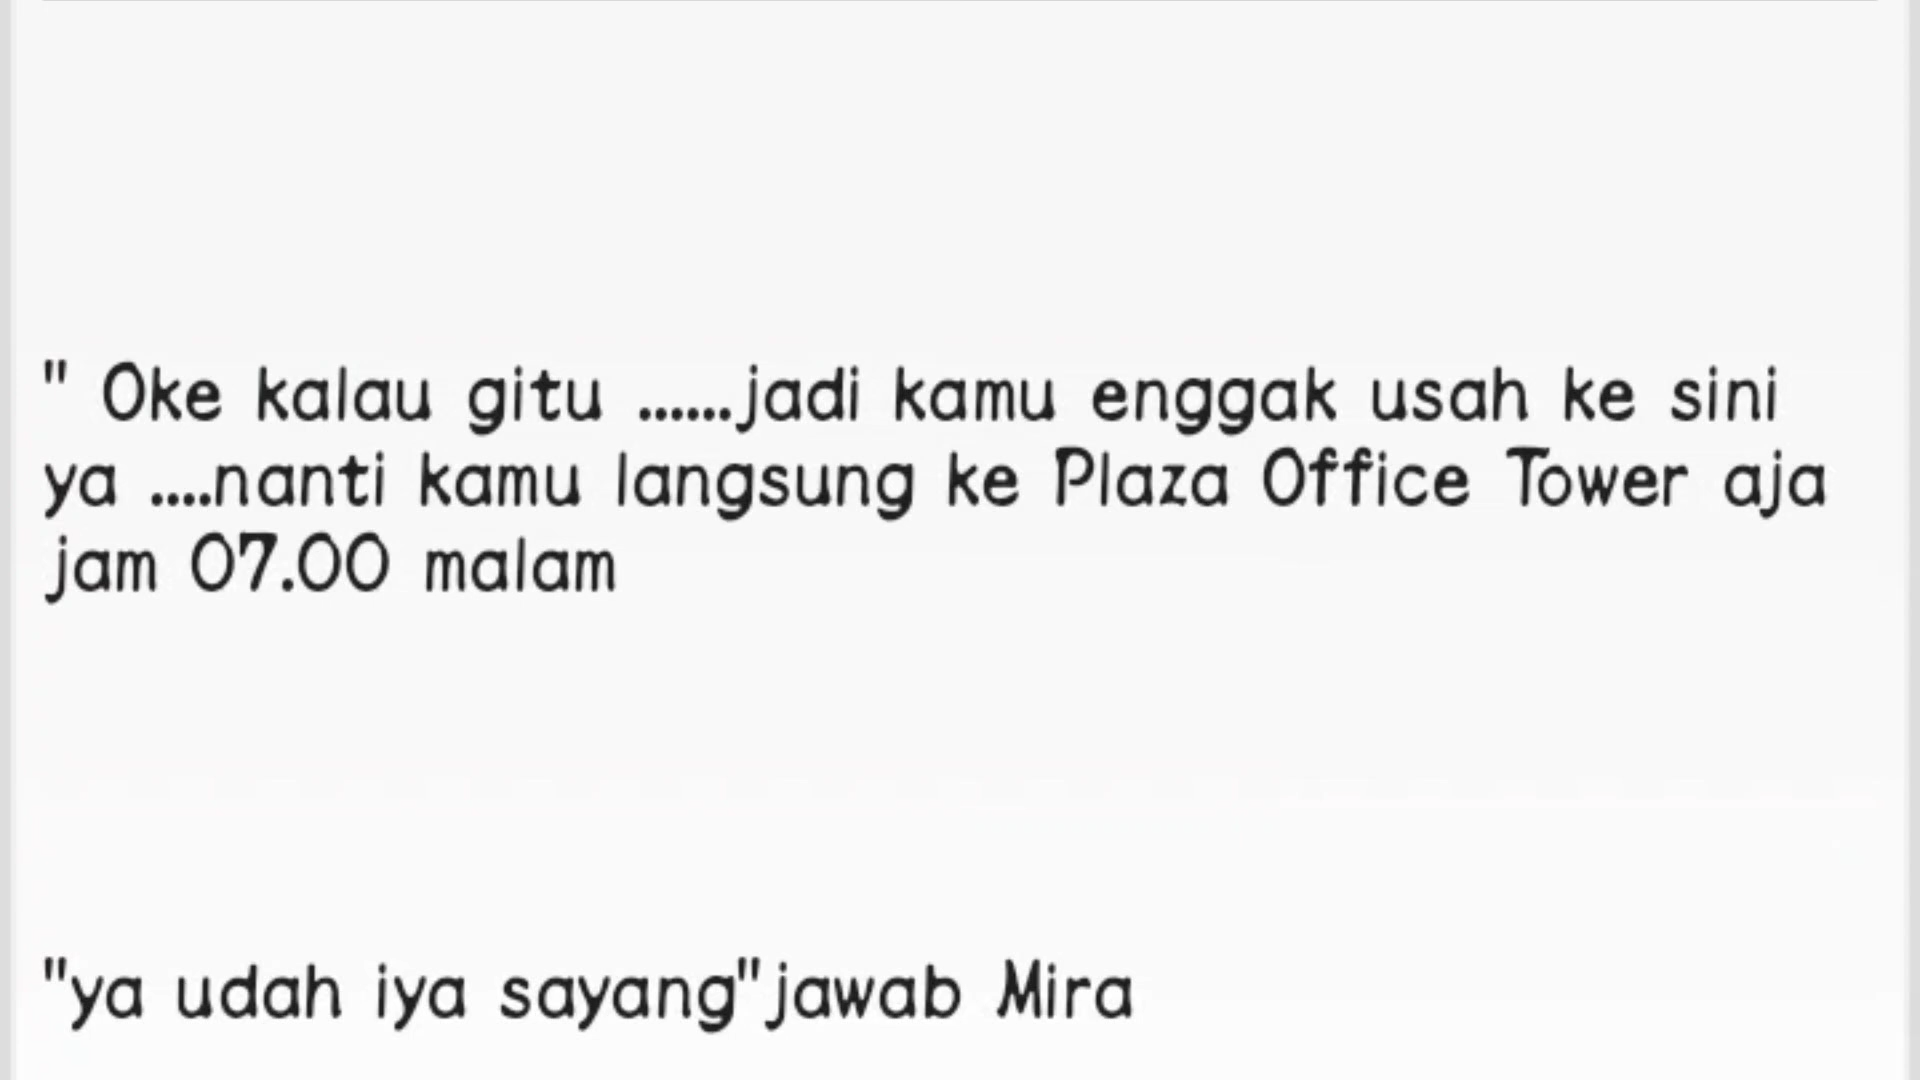 " Oke kalau gitu ......jadi kamu enggak usah ke sini
ya ....nanti kamu langsung ke Plaza Office Tower aja
jam 07.00 malam
"ya udah iya sayang"jawab Mira